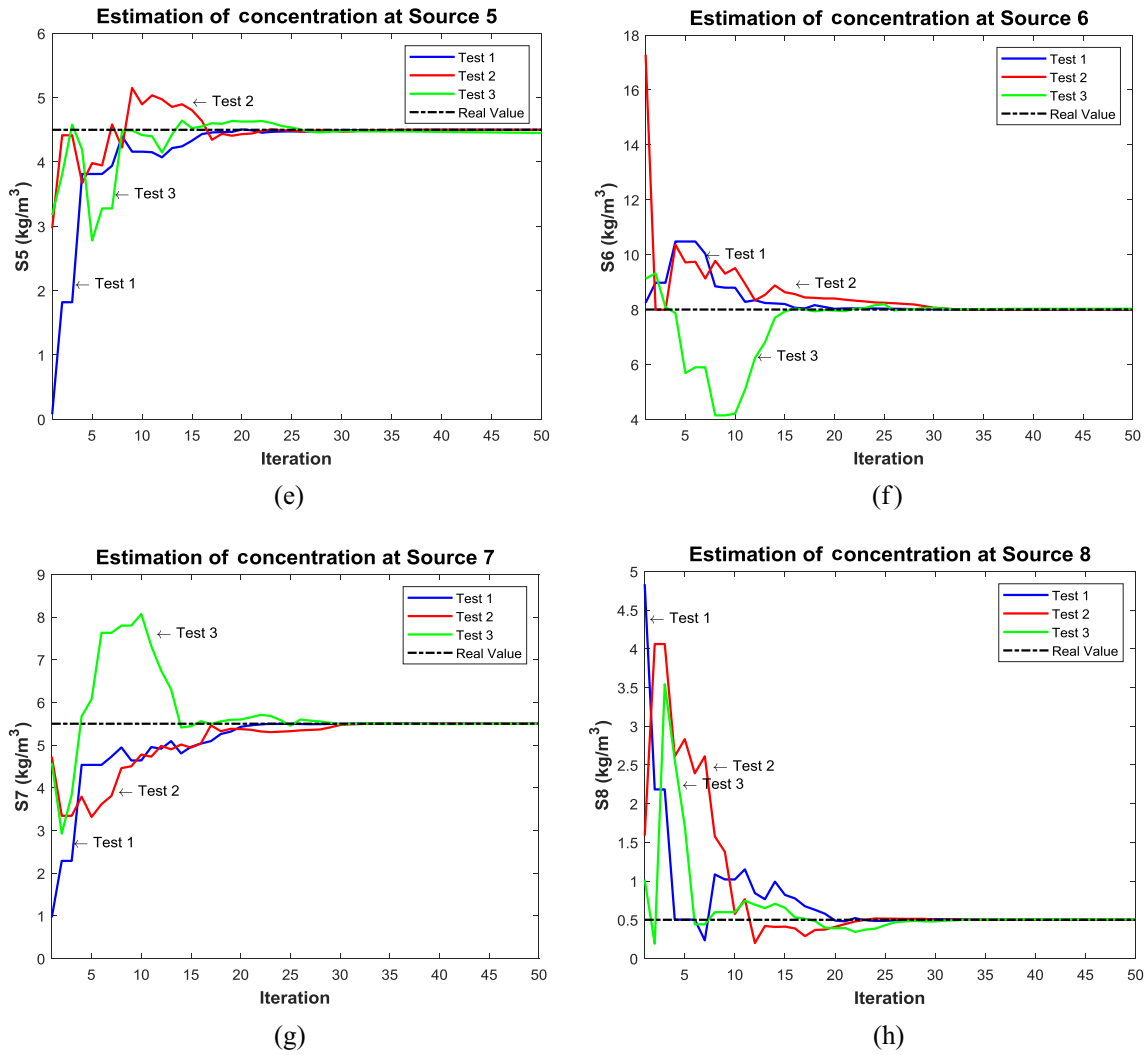 Estimation of concentration at Source 5
6
5
4
3
2
1
0
S5 (kg/m³)
Test 1
Test 2
Test 3
Real Value
← Test 2
← Test 3
← Test 1
5 10 15 20 25 30 35 40 45 50
Iteration
(e)
Estimation of concentration at Source 6
18
16
14
12
10
8
6
4
S6 (kg/m³)
Test 1
Test 2
Test 3
Real Value
← Test 1
← Test 2
← Test 3
5 10 15 20 25 30 35 40 45 50
Iteration
(f)
Estimation of concentration at Source 7
9
8
7
6
5
4
3
2
1
0
S7 (kg/m³)
Test 1
Test 2
Test 3
Real Value
← Test 3
← Test 2
← Test 1
5 10 15 20 25 30 35 40 45 50
Iteration
(g)
Estimation of concentration at Source 8
5
4.5
4
3.5
3
2.5
2
1.5
1
0.5
0
S8 (kg/m³)
Test 1
Test 2
Test 3
Real Value
← Test 1
← Test 2
← Test 3
5 10 15 20 25 30 35 40 45 50
Iteration
(h)